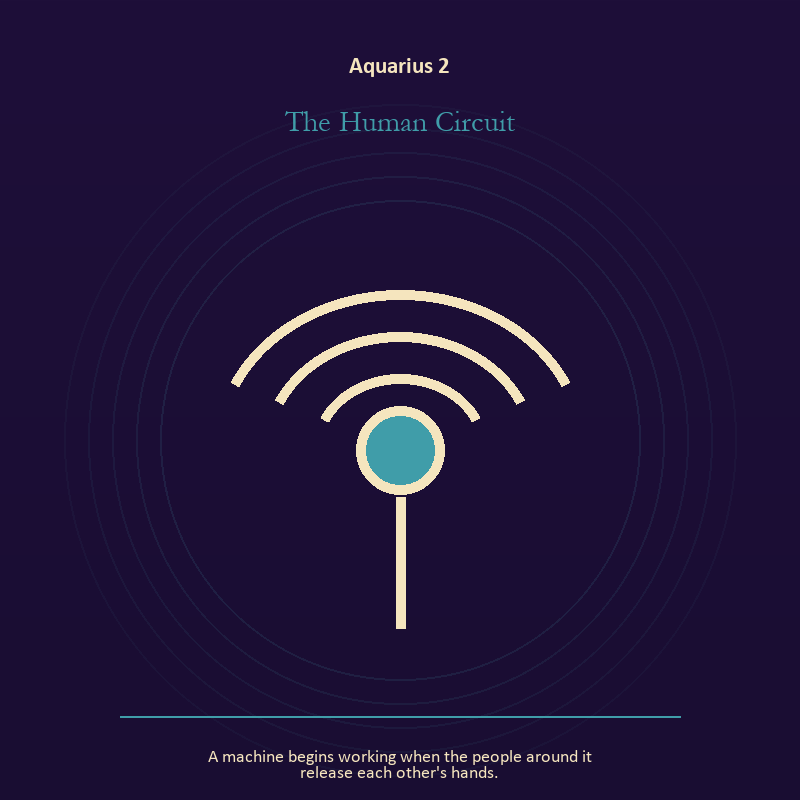 Aquarius 2
The Human Circuit
A machine begins working when the people around it
release each other's hands.